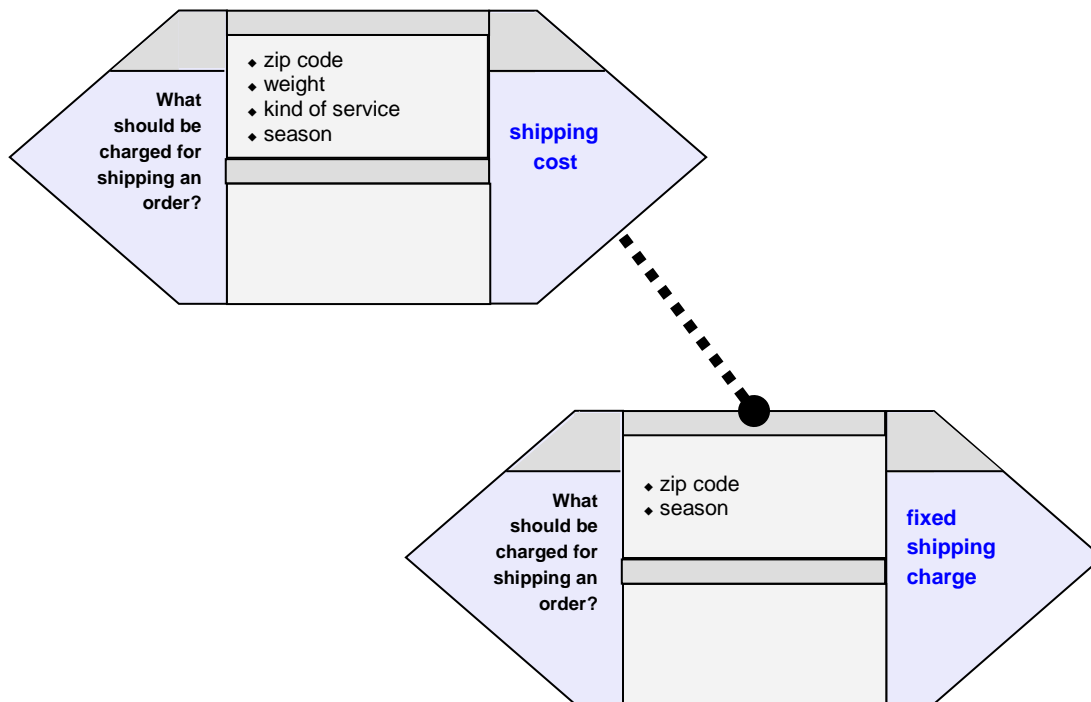 What
should be
charged for
shipping an
order?
◆ zip code
◆ weight
◆ kind of service
◆ season
shipping
cost
What
should be
charged for
shipping an
order?
◆ zip code
◆ season
fixed
shipping
charge